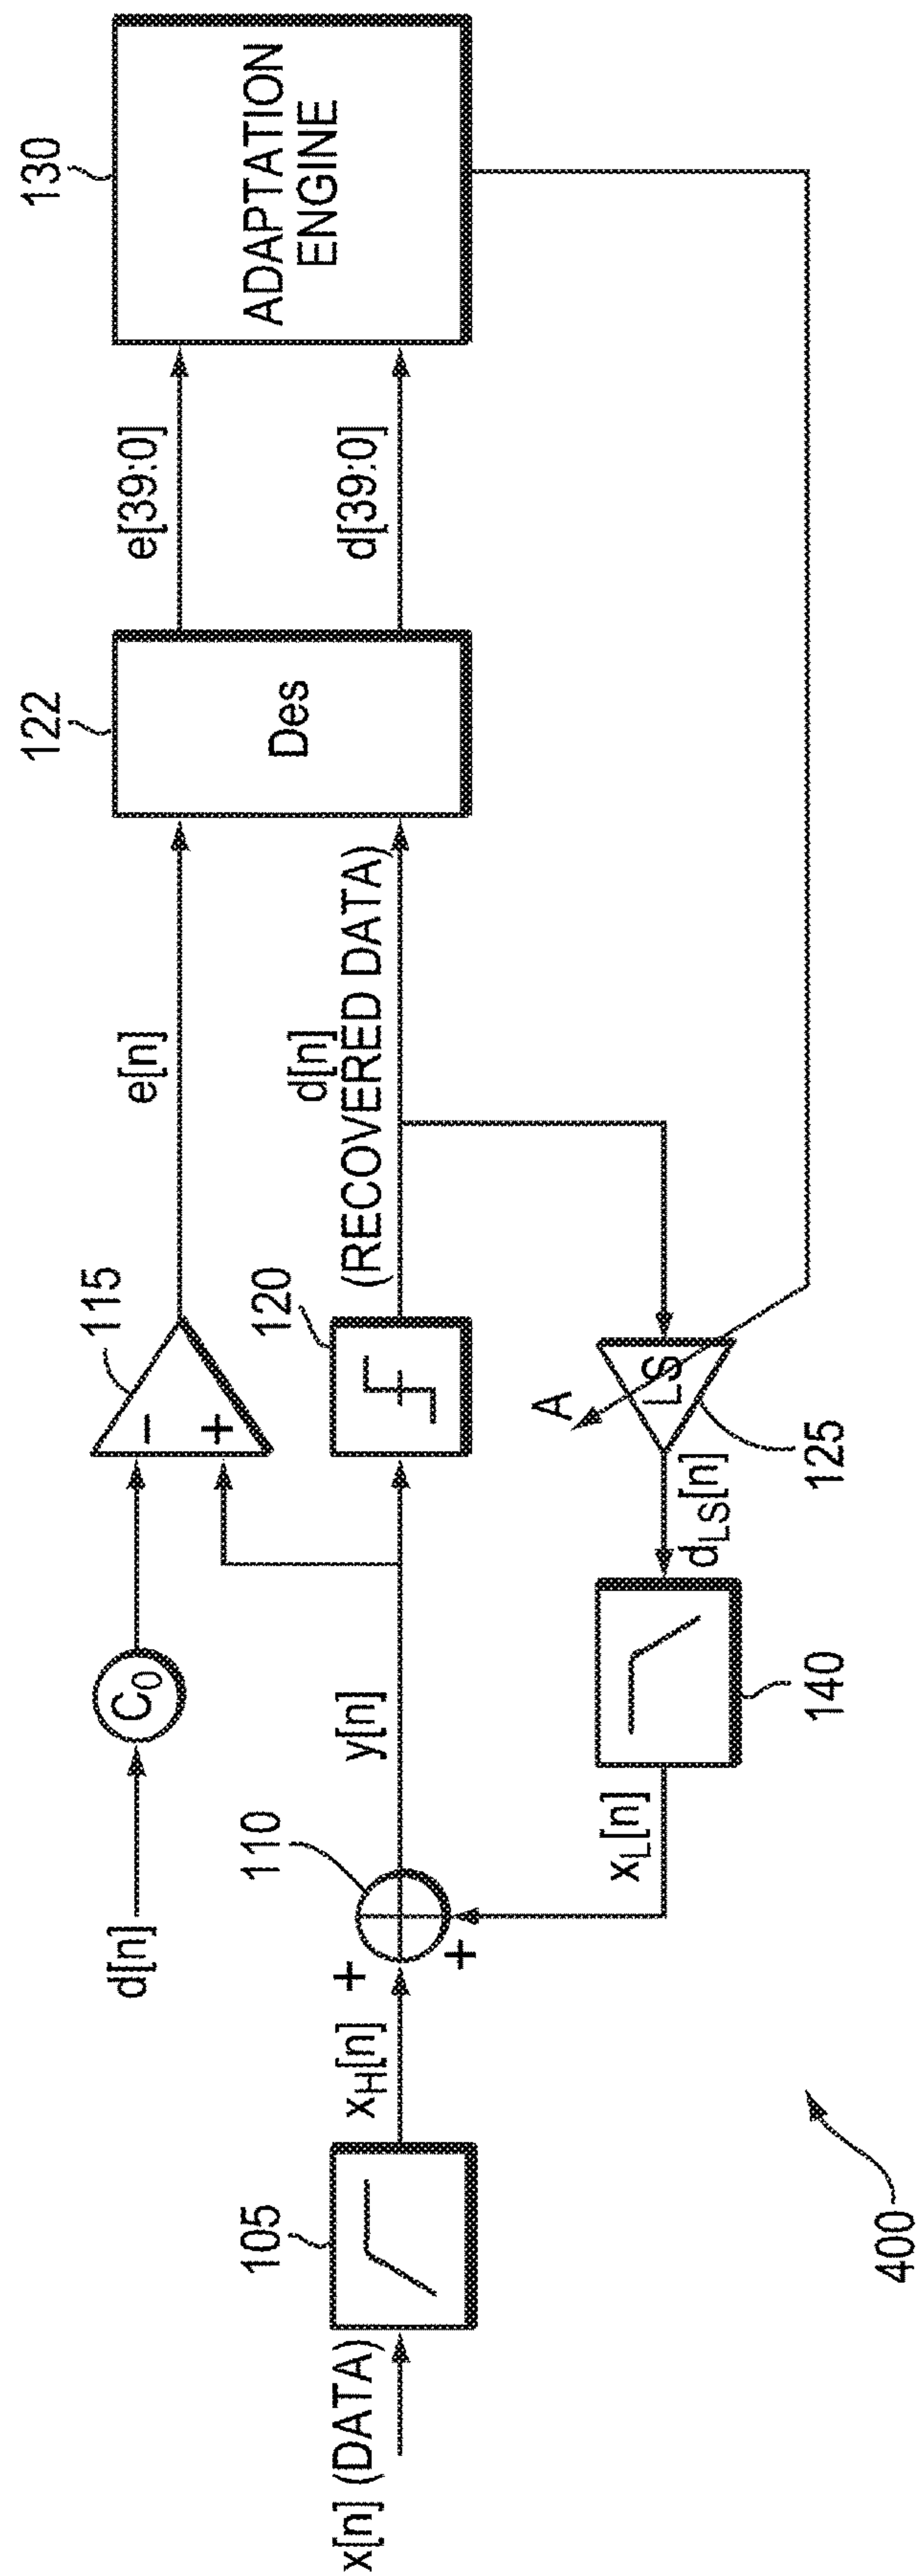 x[n] (DATA)
105
xH[n]
+
+
110
d[n]
C0
y[n]
−
+
115
e[n]
120
d[n]
(RECOVERED DATA)
122
Des
e[39:0]
d[39:0]
130
ADAPTATION
ENGINE
A
LS
125
dLS[n]
140
xL[n]
400